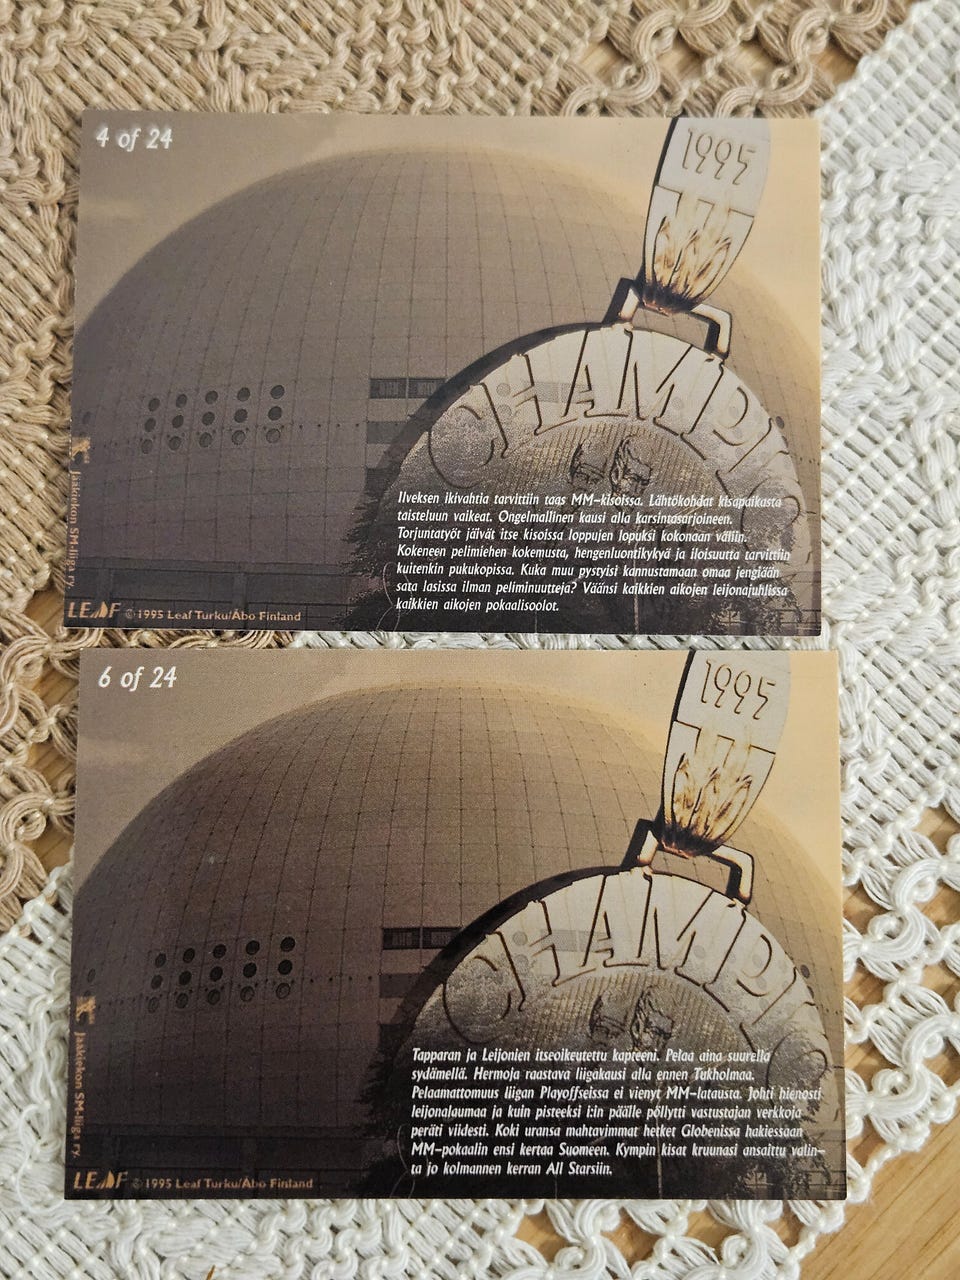 4 of 24
1995
CHAMPI
Ilveksen ikivahtia tarvittiin taas MM-kisoissa. Lähtökohdat kisapaikasta
taisteluun vaikeat. Ongelmallinen kausi alla karsintasarjoineen.
Torjuntatyöt jäivät itse kisoissa loppujen lopuksi kokonaan väliin.
Kokeneen pelimiehen kokemusta, hengenluontikykyä ja iloisuutta tarvittiin
kuitenkin pukukopissa. Kuka muu pystyisi kannustamaan omaa jengiään
sata lasissa ilman peliminuutteja? Väänsi kaikkien aikojen leijonajuhlissa
kaikkien aikojen pokaalisoolot.
Jääkiekon SM-liiga ry.
LEAF © 1995 Leaf Turku/Åbo Finland
6 of 24
1995
CHAMPI
Tapparan ja Leijonien itseoikeutettu kapteeni. Pelaa aina suurella
sydämellä. Hermoja raastava liigakausi alla ennen Tukholmaa.
Pelaamattomuus liigan Playoffseissa ei vienyt MM-latausta. Johti hienosti
leijonalaumaa ja kuin pisteeksi i:in päälle pöllytti vastustajan verkkoja
peräti viidesti. Koki uransa mahtavimmat hetket Globenissa hakiessaan
MM-pokaalin ensi kertaa Suomeen. Kympin kisat kruunasi ansaittu valin-
ta jo kolmannen kerran All Starsiin.
Jääkiekon SM-liiga ry.
LEAF © 1995 Leaf Turku/Åbo Finland